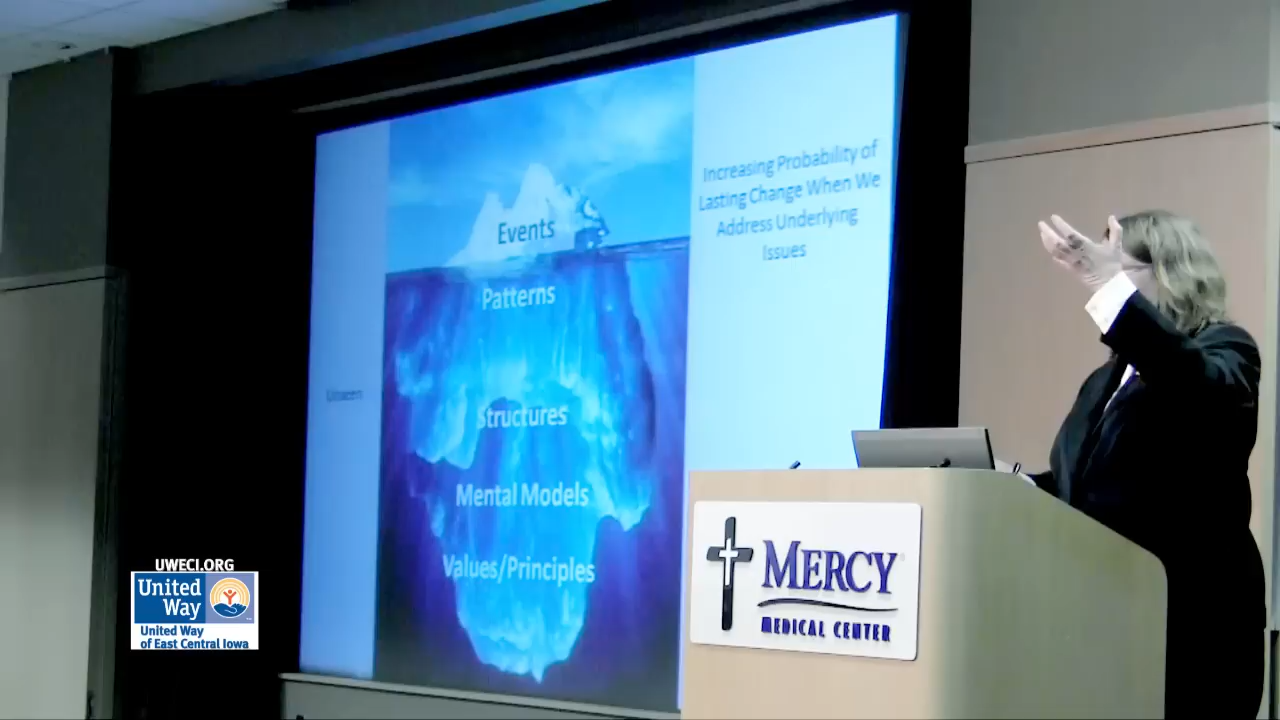 Increasing Probability of
Lasting Change When We
Address Underlying
Issues
Events
Patterns
Unseen
Structures
Mental Models
Values/Principles
MERCY
MEDICAL CENTER
UWECI.ORG
United
Way
United Way
of East Central Iowa